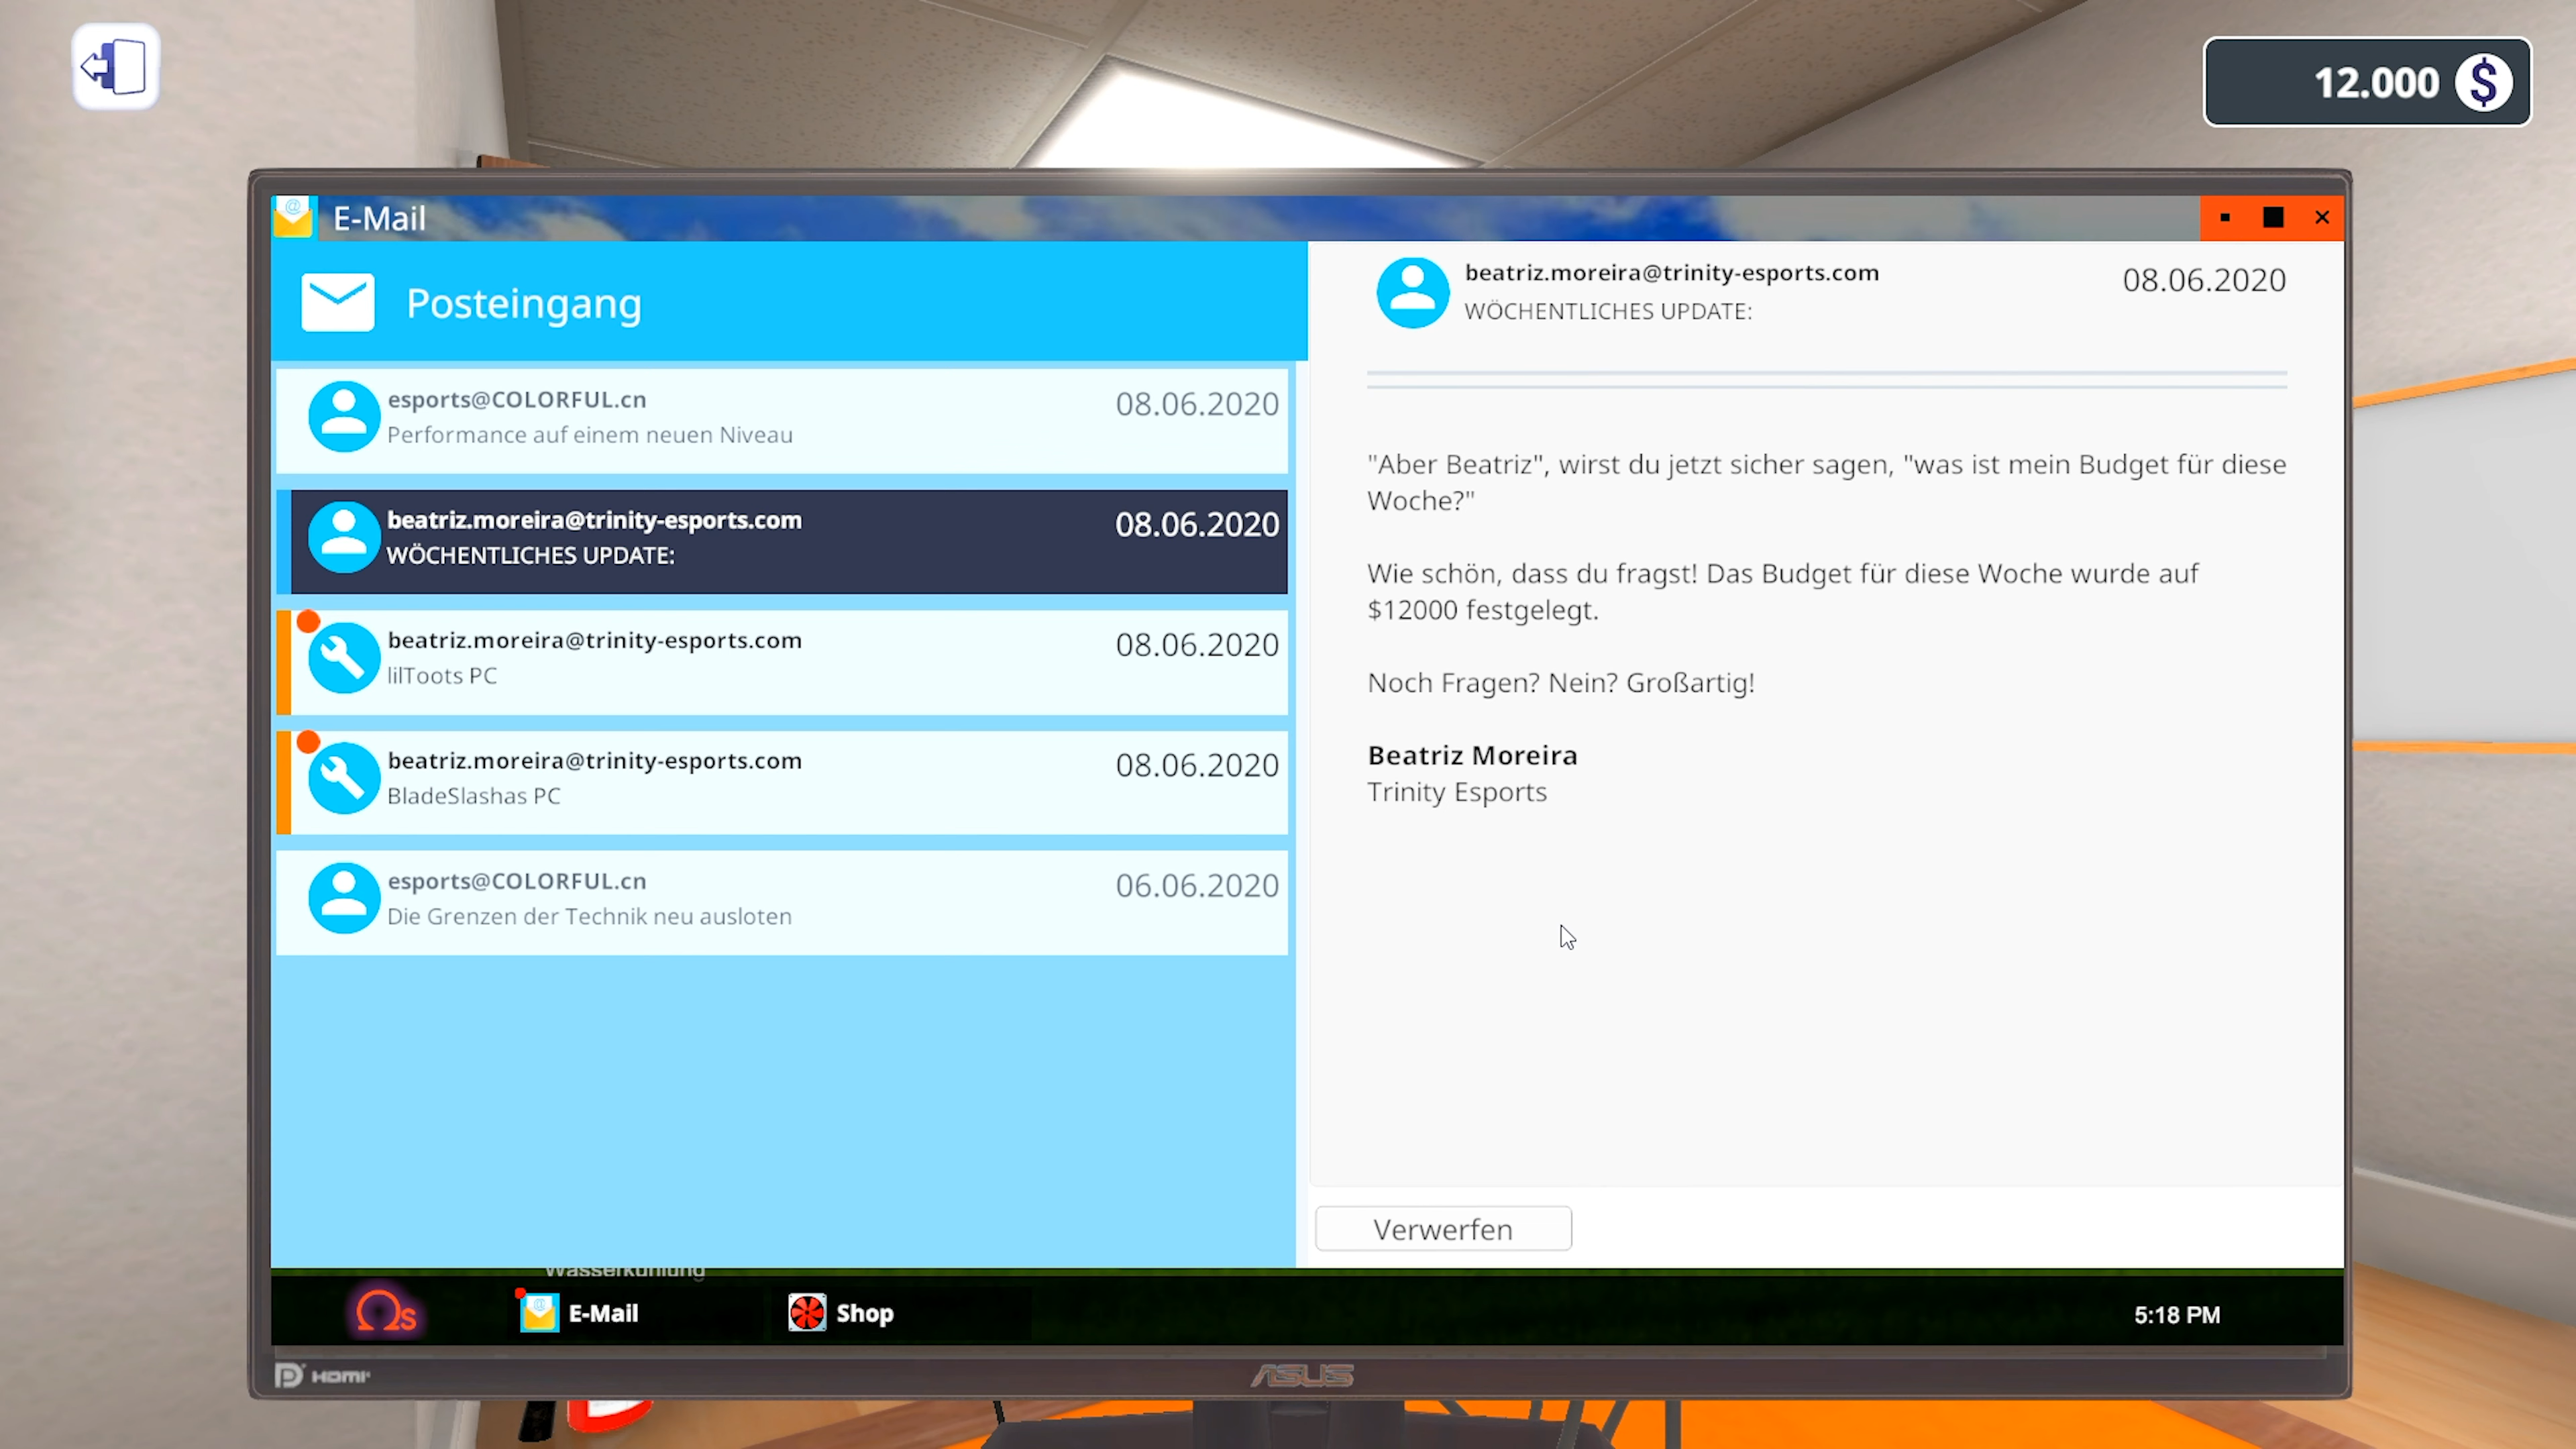 12.000 $
E-Mail
Posteingang
esports@COLORFUL.cn
08.06.2020
Performance auf einem neuen Niveau
beatriz.moreira@trinity-esports.com
08.06.2020
WÖCHENTLICHES UPDATE:
beatriz.moreira@trinity-esports.com
08.06.2020
lilToots PC
beatriz.moreira@trinity-esports.com
08.06.2020
BladeSlashas PC
esports@COLORFUL.cn
06.06.2020
Die Grenzen der Technik neu ausloten
beatriz.moreira@trinity-esports.com
08.06.2020
WÖCHENTLICHES UPDATE:
"Aber Beatriz", wirst du jetzt sicher sagen, "was ist mein Budget für diese
Woche?"
Wie schön, dass du fragst! Das Budget für diese Woche wurde auf
$12000 festgelegt.
Noch Fragen? Nein? Großartig!
Beatriz Moreira
Trinity Esports
Verwerfen
Wasserkühlung
Ωs
E-Mail
Shop
5:18 PM
HDMI
ASUS